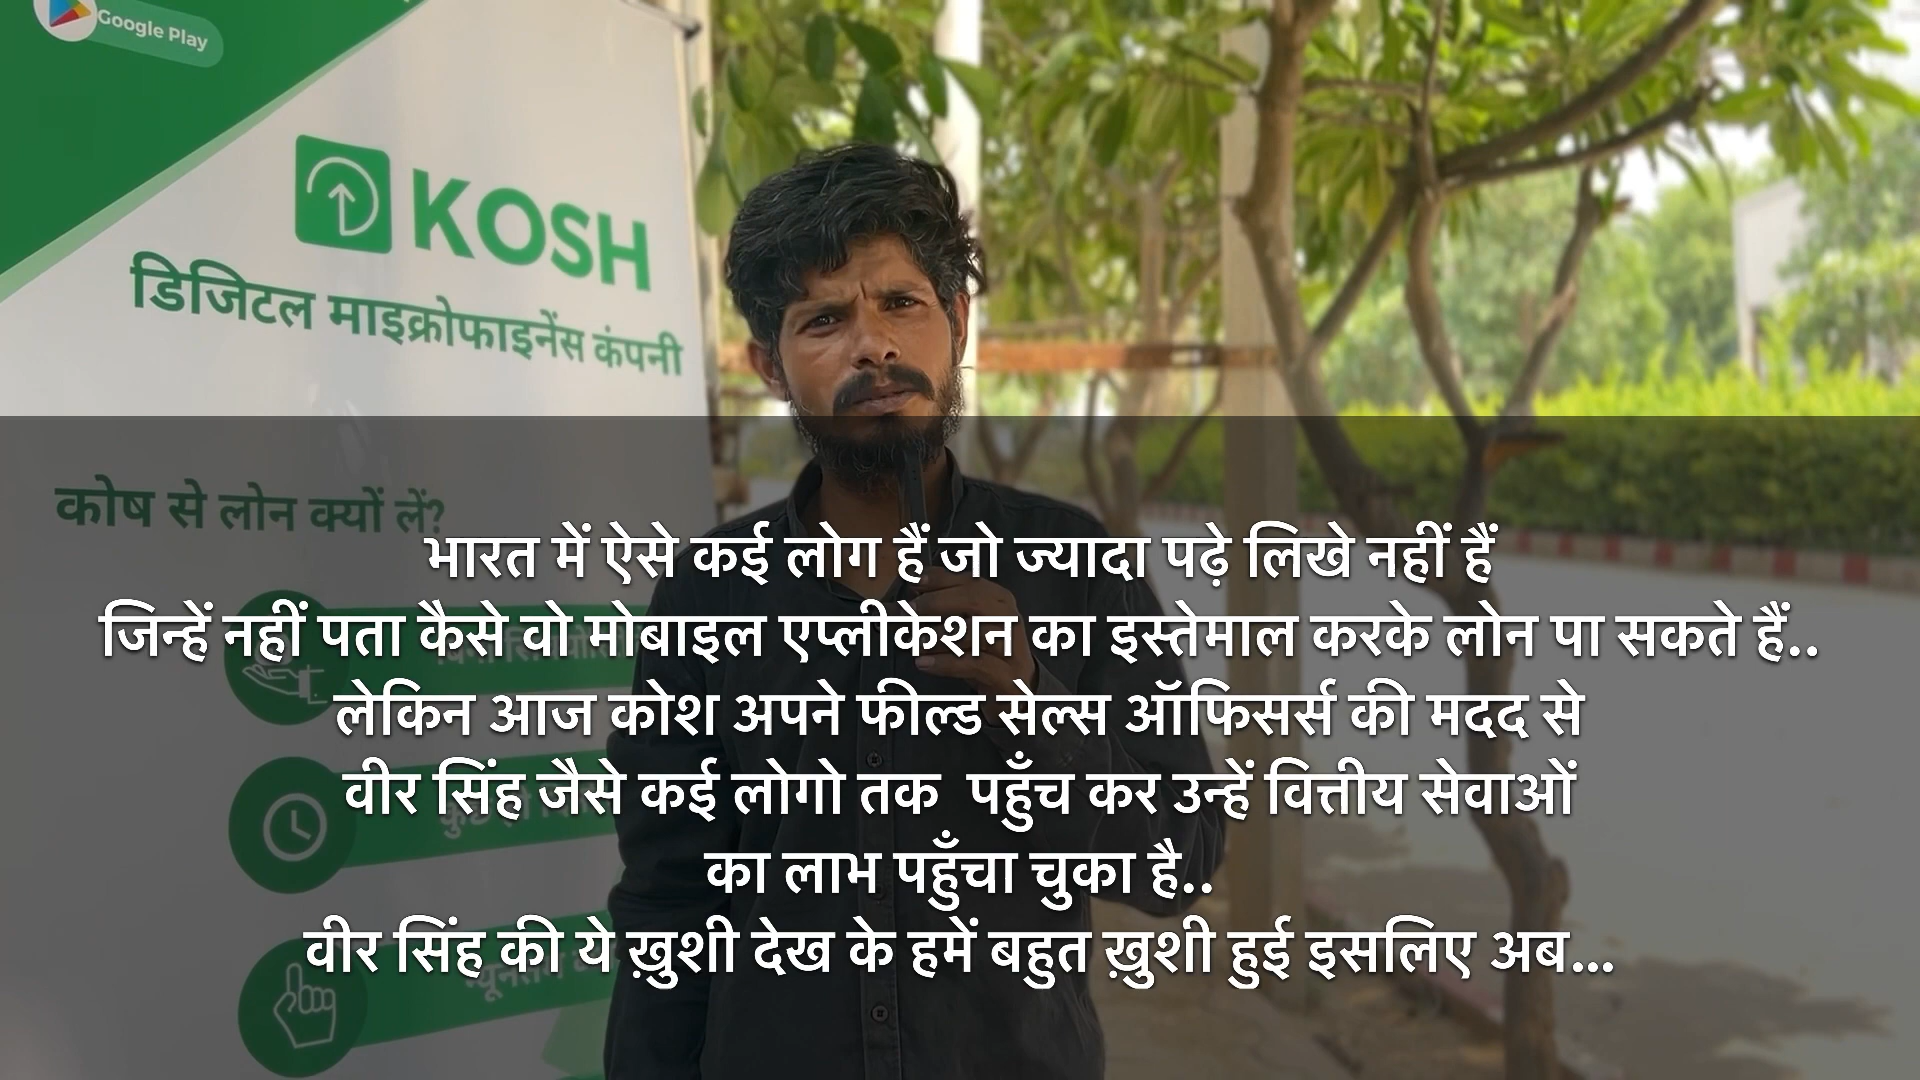 Google Play
KOSH
डिजिटल माइक्रोफाइनेंस कंपनी
कोष से लोन क्यों लें?
भारत में ऐसे कई लोग हैं जो ज्यादा पढ़े लिखे नहीं हैं
जिन्हें नहीं पता कैसे वो मोबाइल एप्लीकेशन का इस्तेमाल करके लोन पा सकते हैं..
लेकिन आज कोश अपने फील्ड सेल्स ऑफिसर्स की मदद से
वीर सिंह जैसे कई लोगो तक पहुँच कर उन्हें वित्तीय सेवाओं
का लाभ पहुँचा चुका है..
वीर सिंह की ये ख़ुशी देख के हमें बहुत ख़ुशी हुई इसलिए अब...